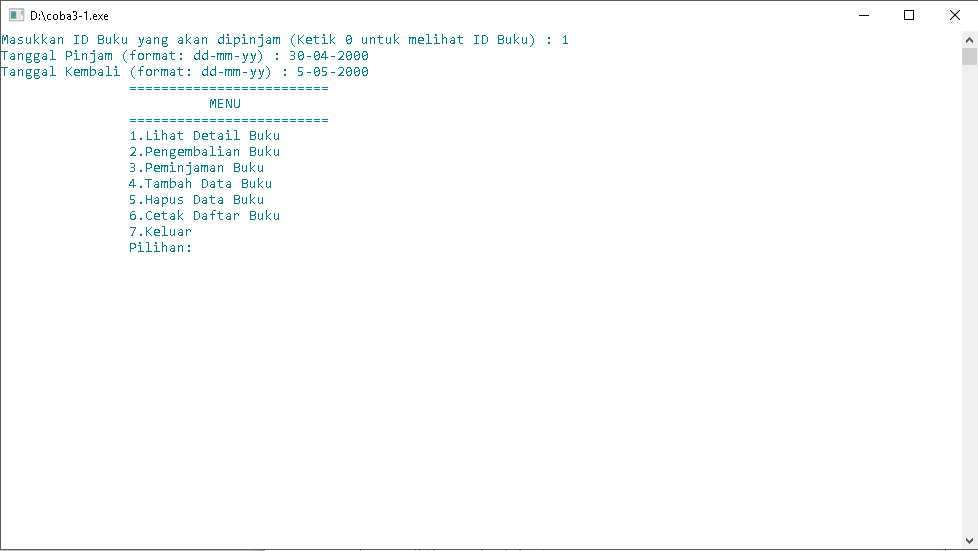 D:\coba3-1.exe
Masukkan ID Buku yang akan dipinjam (Ketik 0 untuk melihat ID Buku) : 1
Tanggal Pinjam (format: dd-mm-yy) : 30-04-2000
Tanggal Kembali (format: dd-mm-yy) : 5-05-2000
=========================
MENU
=========================
1.Lihat Detail Buku
2.Pengembalian Buku
3.Peminjaman Buku
4.Tambah Data Buku
5.Hapus Data Buku
6.Cetak Daftar Buku
7.Keluar
Pilihan: